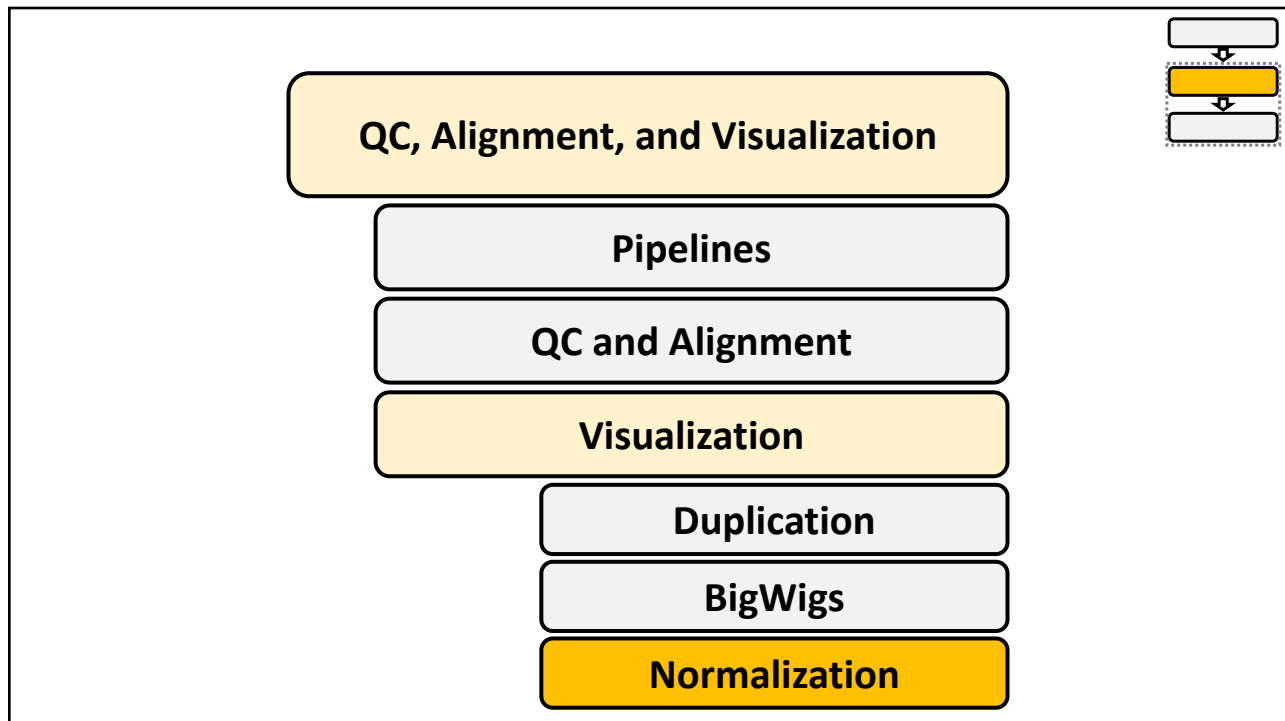 QC, Alignment, and Visualization
Pipelines
QC and Alignment
Visualization
Duplication
BigWigs
Normalization